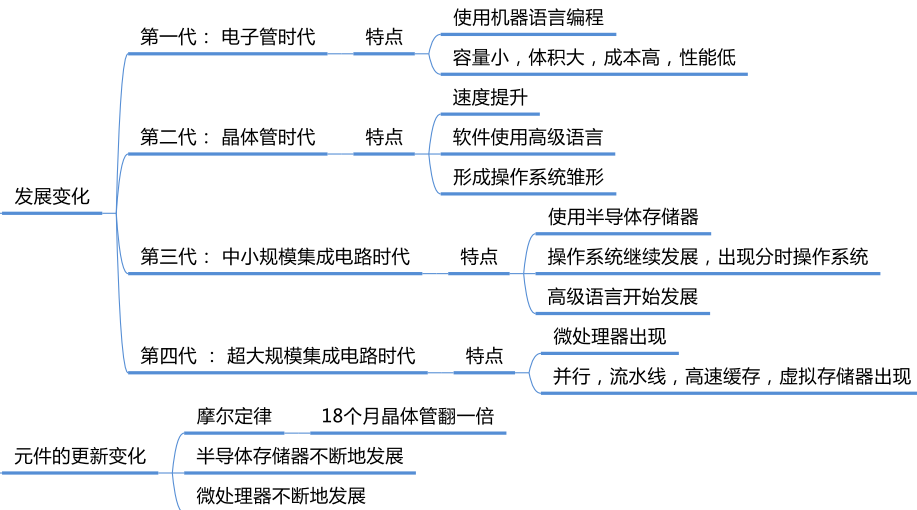 发展变化
第一代： 电子管时代
特点
使用机器语言编程
容量小，体积大，成本高，性能低
第二代： 晶体管时代
特点
速度提升
软件使用高级语言
形成操作系统雏形
第三代： 中小规模集成电路时代
特点
使用半导体存储器
操作系统继续发展，出现分时操作系统
高级语言开始发展
第四代 ： 超大规模集成电路时代
特点
微处理器出现
并行，流水线，高速缓存，虚拟存储器出现
元件的更新变化
摩尔定律
18个月晶体管翻一倍
半导体存储器不断地发展
微处理器不断地发展